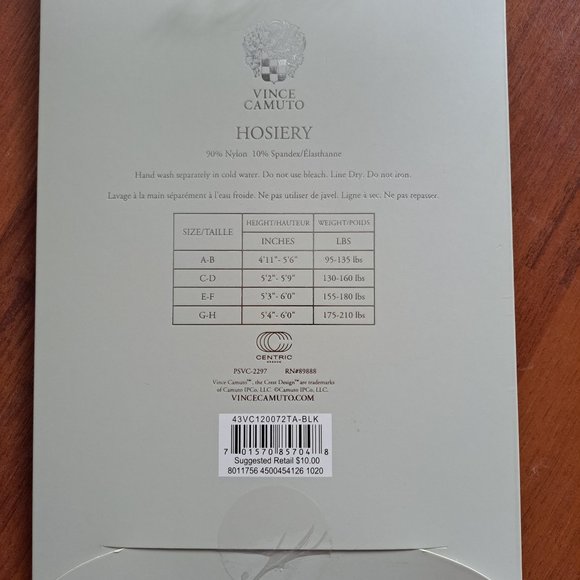 VINCE
CAMUTO
HOSIERY
90% Nylon 10% Spandex/Élasthanne
Hand wash separately in cold water. Do not use bleach. Line Dry. Do not iron.
Lavage à la main séparément à l'eau froide. Ne pas utiliser de javel. Ligne à sec. Ne pas repasser.
SIZE/TAILLE HEIGHT/HAUTEUR WEIGHT/POIDS
INCHES LBS
A-B 4'11"- 5'6" 95-135 lbs
C-D 5'2"- 5'9" 130-160 lbs
E-F 5'3"- 6'0" 155-180 lbs
G-H 5'4"- 6'0" 175-210 lbs
CENTRIC
PSVC-2297 RN#89888
Vince Camuto™, the Crest Design™ are trademarks
of Camuto IPCo, LLC. ©Camuto IPCo, LLC.
VINCECAMUTO.COM
43VC120072TA-BLK
7 01570 85704 8
Suggested Retail $10.00
8011756 4500454126 1020